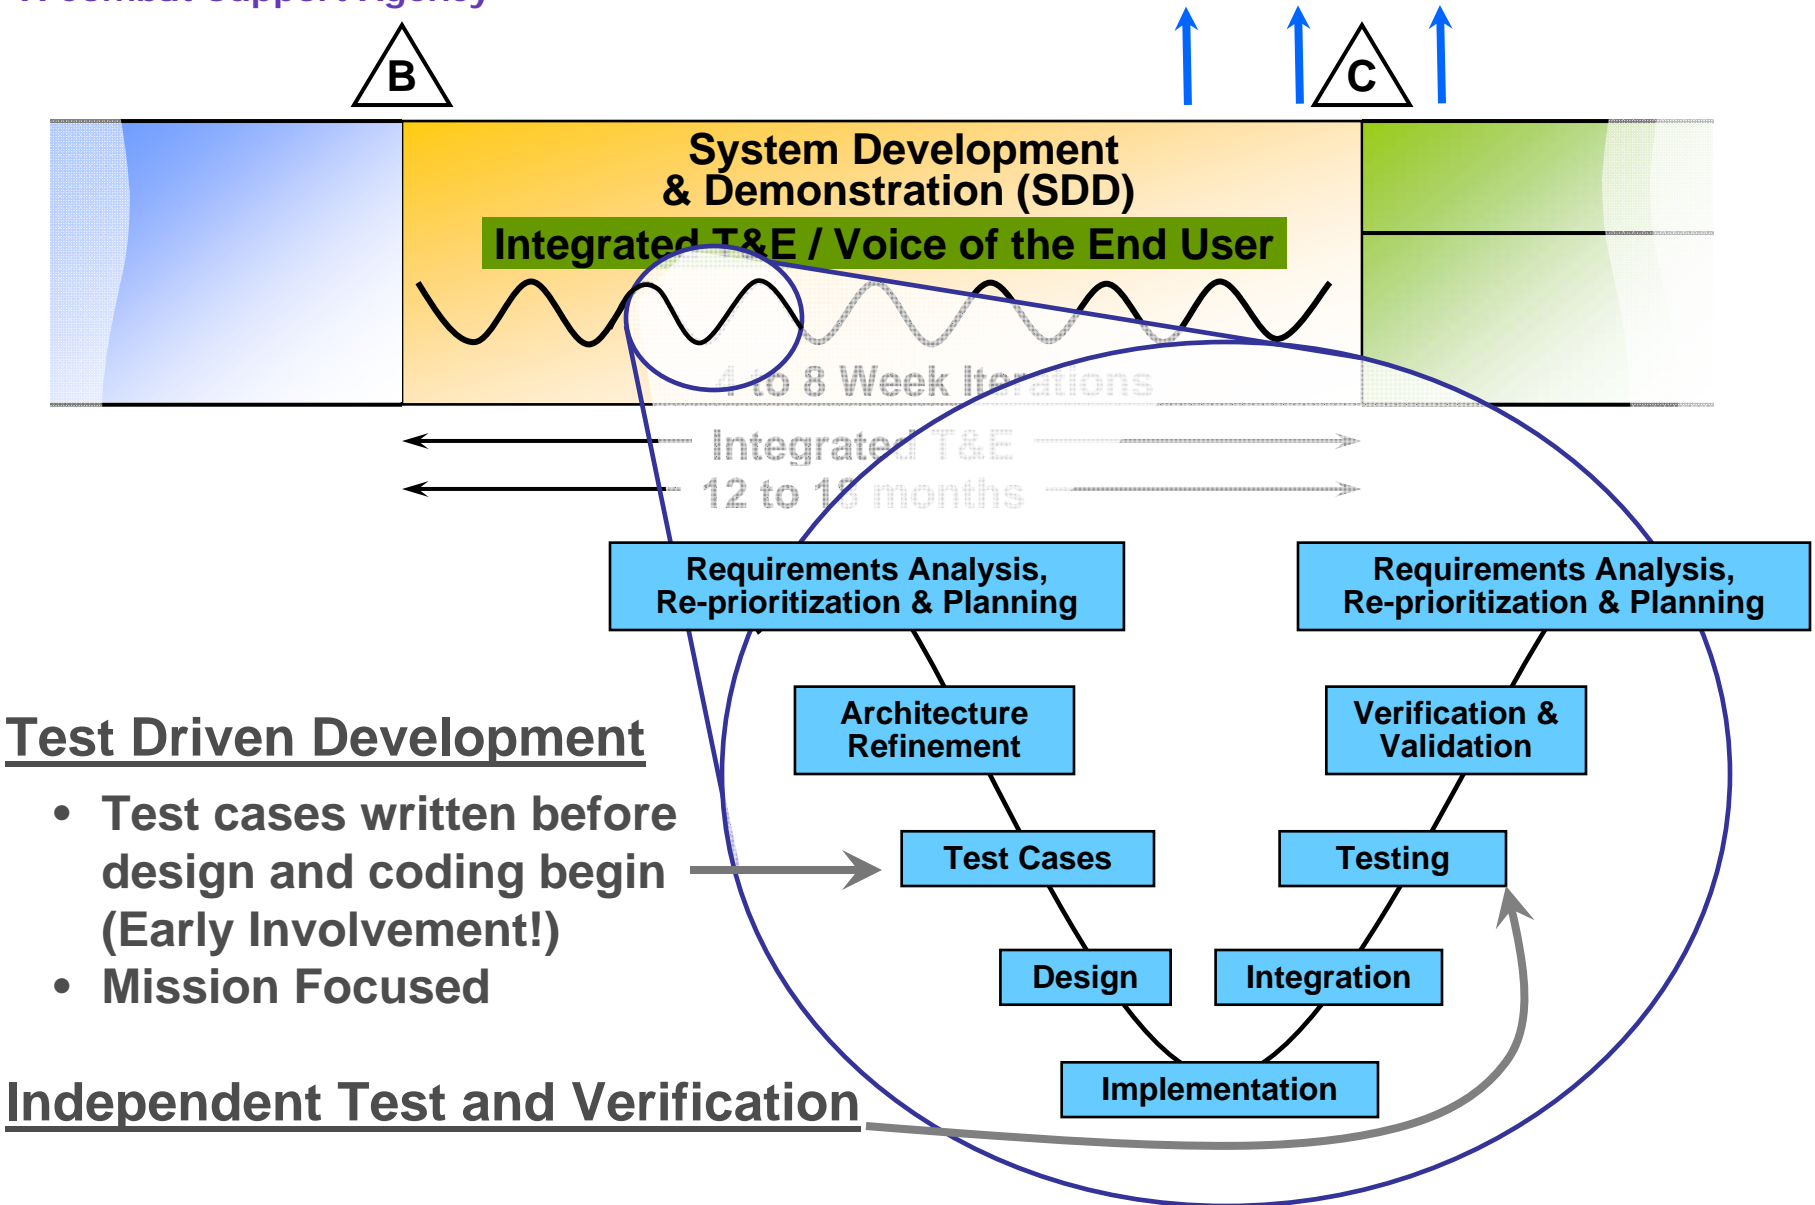 A Combat Support Agency
B
C
System Development
& Demonstration (SDD)
Integrated T&E / Voice of the End User
4 to 8 Week Iterations
Integrated T&E
12 to 18 months
Requirements Analysis,
Re-prioritization & Planning
Requirements Analysis,
Re-prioritization & Planning
Architecture
Refinement
Verification &
Validation
Test Driven Development
• Test cases written before
design and coding begin
(Early Involvement!)
• Mission Focused
Test Cases
Testing
Design
Integration
Implementation
Independent Test and Verification